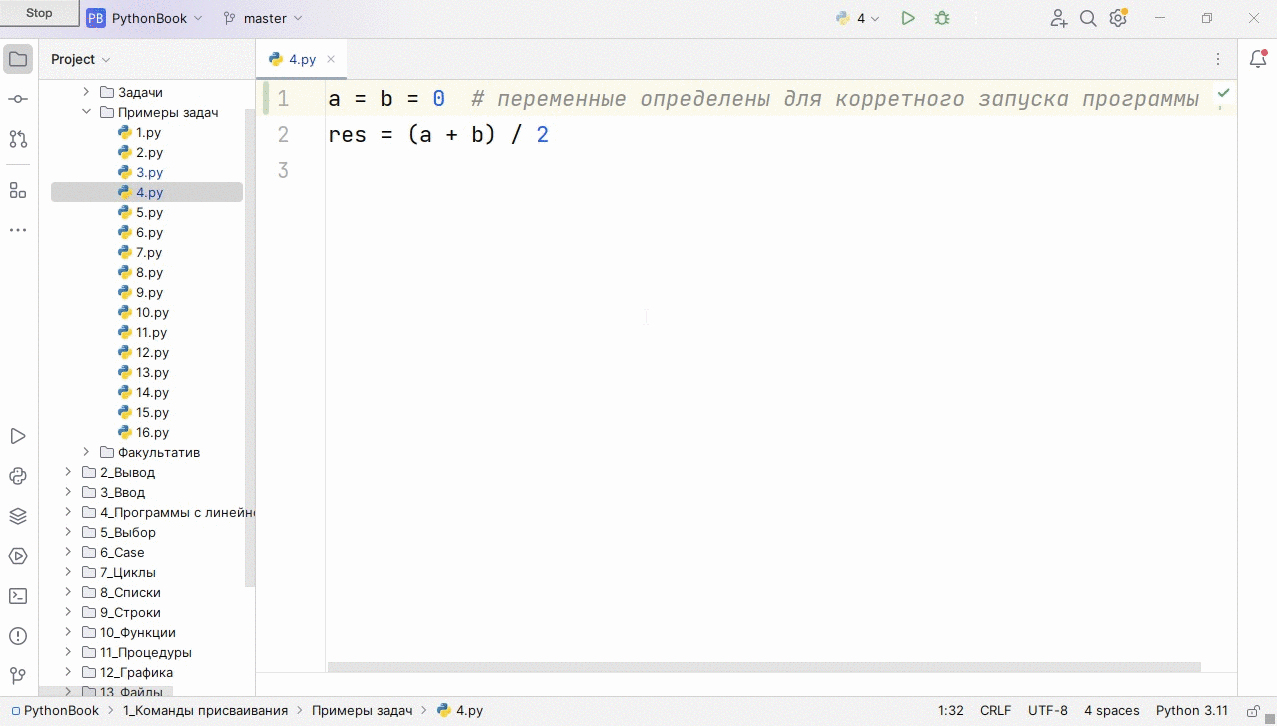 Stop
PB PythonBook master 4
Project
4.py
Задачи
Примеры задач
1.py
2.py
3.py
4.py
5.py
6.py
7.py
8.py
9.py
10.py
11.py
12.py
13.py
14.py
15.py
16.py
Факультатив
2_Вывод
3_Ввод
4_Программы с линейн
5_Выбор
6_Case
7_Циклы
8_Списки
9_Строки
10_Функции
11_Процедуры
12_Графика
13_Файлы
1 a = b = 0 # переменные определены для корретного запуска программы
2 res = (a + b) / 2
3
PythonBook > 1_Команды присваивания > Примеры задач > 4.py 1:32 CRLF UTF-8 4 spaces Python 3.11